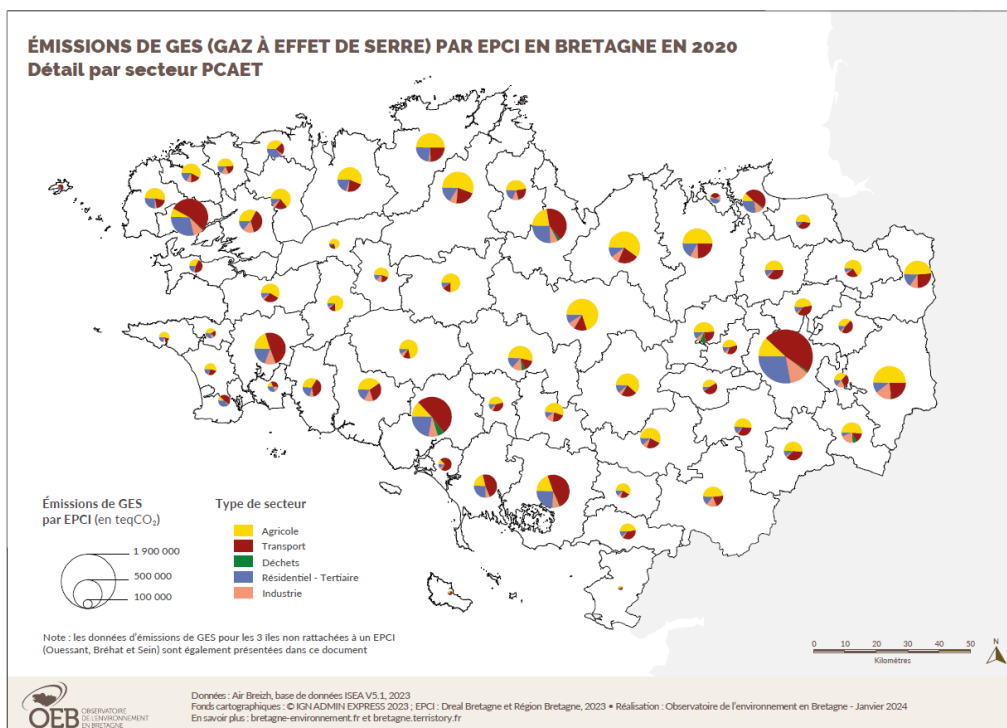 ÉMISSIONS DE GES (GAZ À EFFET DE SERRE) PAR EPCI EN BRETAGNE EN 2020
Détail par secteur PCAET
Émissions de GES
par EPCI (en teqCO₂)
1 900 000
500 000
100 000
Type de secteur
Agricole
Transport
Déchets
Résidentiel - Tertiaire
Industrie
Note : les données d'émissions de GES pour les 3 îles non rattachées à un EPCI
(Ouessant, Bréhat et Sein) sont également présentées dans ce document
0 10 20 30 40 50
Kilomètres
N
OEB OBSERVATOIRE
DE L'ENVIRONNEMENT
EN BRETAGNE
Données : Air Breizh, base de données ISEA V5.1, 2023
Fonds cartographiques : © IGN ADMIN EXPRESS 2023 ; EPCI : Dreal Bretagne et Région Bretagne, 2023 • Réalisation : Observatoire de l'environnement en Bretagne - Janvier 2024
En savoir plus : bretagne-environnement.fr et bretagne.terristory.fr